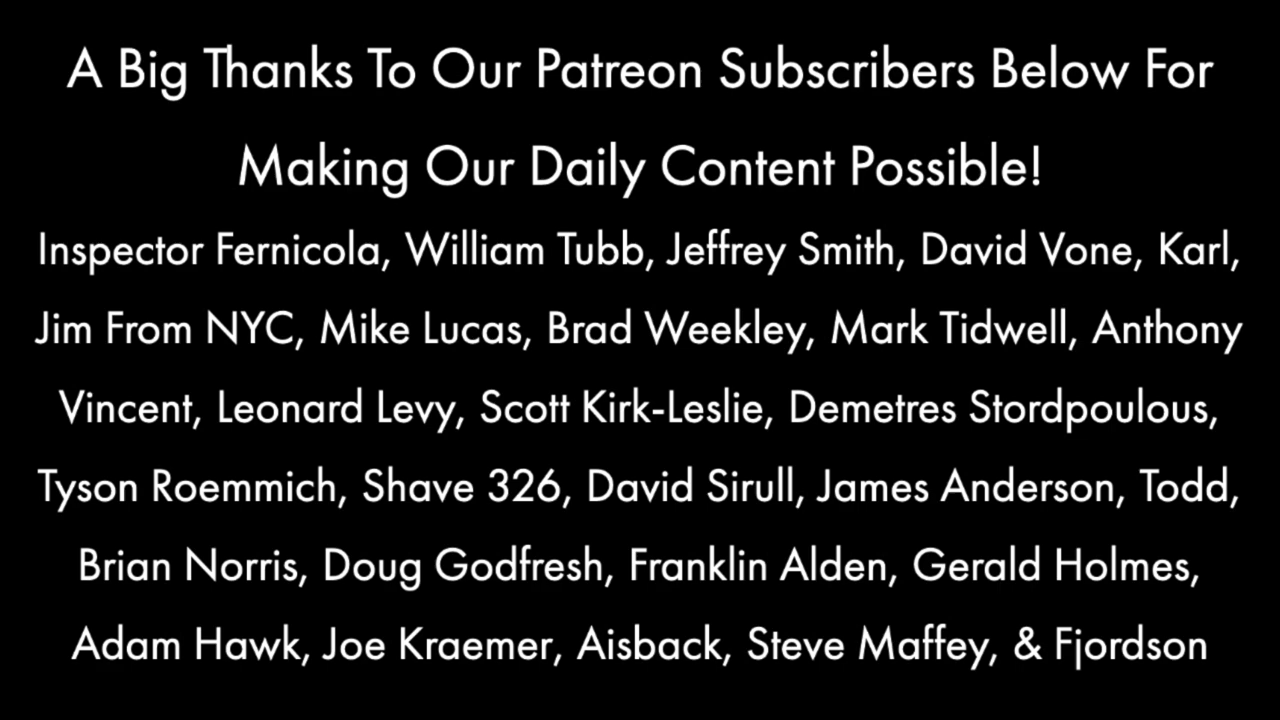 A Big Thanks To Our Patreon Subscribers Below For
Making Our Daily Content Possible!
Inspector Fernicola, William Tubb, Jeffrey Smith, David Vone, Karl,
Jim From NYC, Mike Lucas, Brad Weekley, Mark Tidwell, Anthony
Vincent, Leonard Levy, Scott Kirk-Leslie, Demetres Stordpoulous,
Tyson Roemmich, Shave 326, David Sirull, James Anderson, Todd,
Brian Norris, Doug Godfresh, Franklin Alden, Gerald Holmes,
Adam Hawk, Joe Kraemer, Aisback, Steve Maffey, & Fjordson